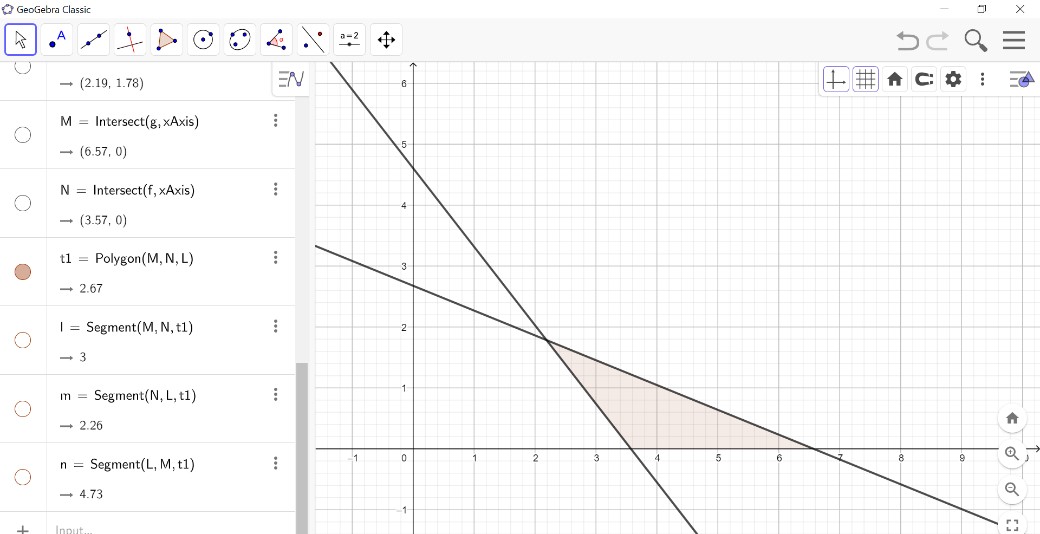 GeoGebra Classic
A
a = 2
→ (2.19, 1.78)
M = Intersect(g, xAxis)
→ (6.57, 0)
N = Intersect(f, xAxis)
→ (3.57, 0)
t1 = Polygon(M, N, L)
→ 2.67
l = Segment(M, N, t1)
→ 3
m = Segment(N, L, t1)
→ 2.26
n = Segment(L, M, t1)
→ 4.73
Input...
6
5
4
3
2
1
–1 0 1 2 3 4 5 6 7 8 9
–1